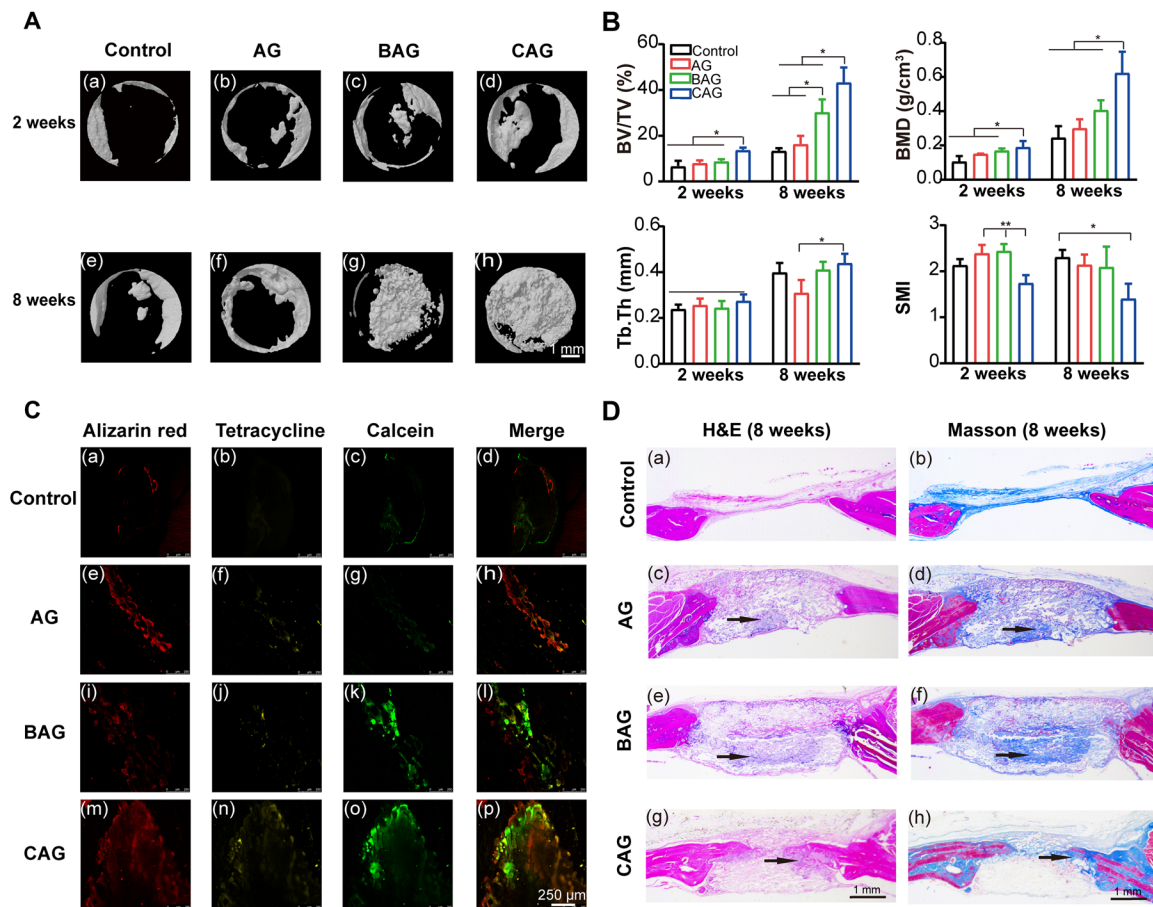 A
Control AG BAG CAG
(a) (b) (c) (d)
2 weeks
(e) (f) (g) (h)
8 weeks
1 mm
B
60
40
20
0
BV/TV (%)
Control
AG
BAG
CAG
* * * *
2 weeks 8 weeks
0.8
0.6
0.4
0.2
0.0
BMD (g/cm³)
* *
2 weeks 8 weeks
0.6
0.4
0.2
0.0
Tb.Th (mm)
*
2 weeks 8 weeks
3
2
1
0
SMI
** *
2 weeks 8 weeks
C
Alizarin red Tetracycline Calcein Merge
Control
(a) (b) (c) (d)
AG
(e) (f) (g) (h)
BAG
(i) (j) (k) (l)
CAG
(m) (n) (o) (p)
250 μm
D
H&E (8 weeks) Masson (8 weeks)
Control
(a) (b)
AG
(c) (d)
BAG
(e) (f)
CAG
(g) (h)
1 mm 1 mm